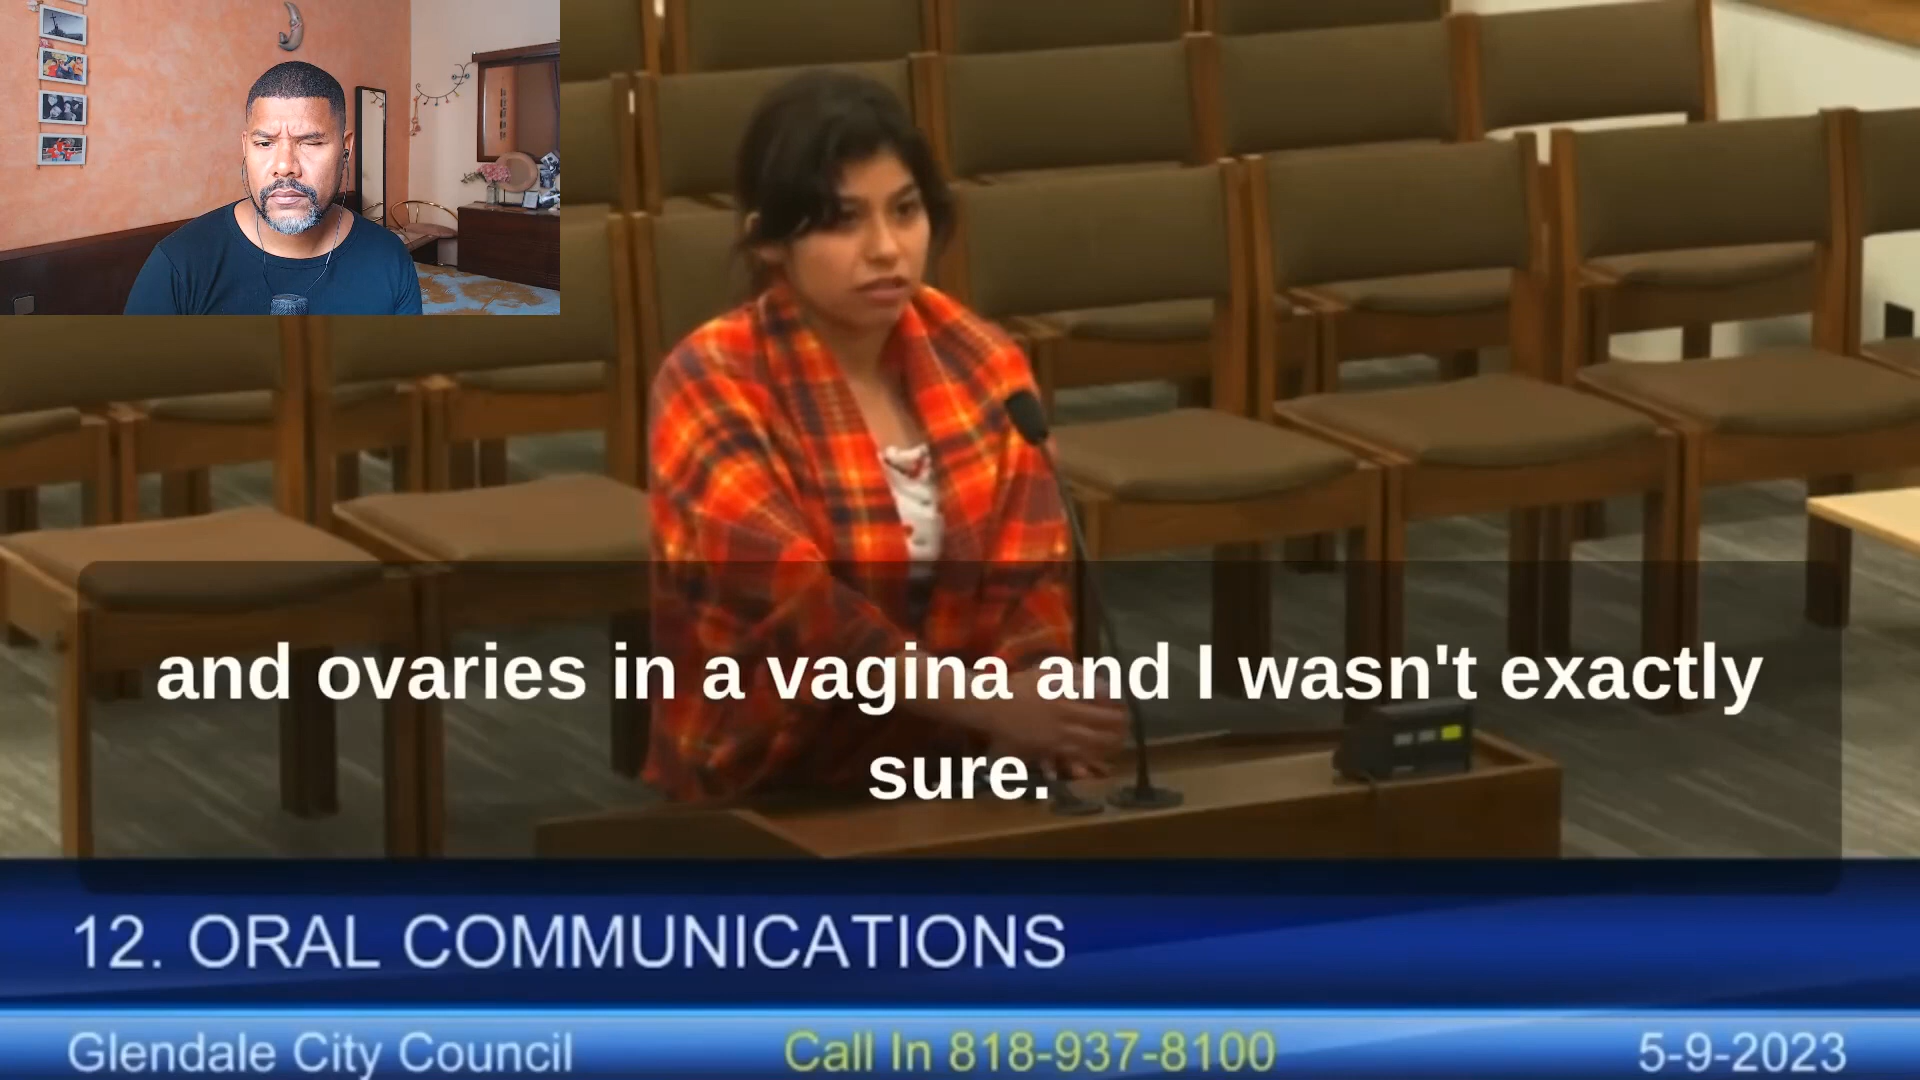 and ovaries in a vagina and I wasn't exactly
sure.
12. ORAL COMMUNICATIONS
Glendale City Council Call In 818-937-8100 5-9-2023